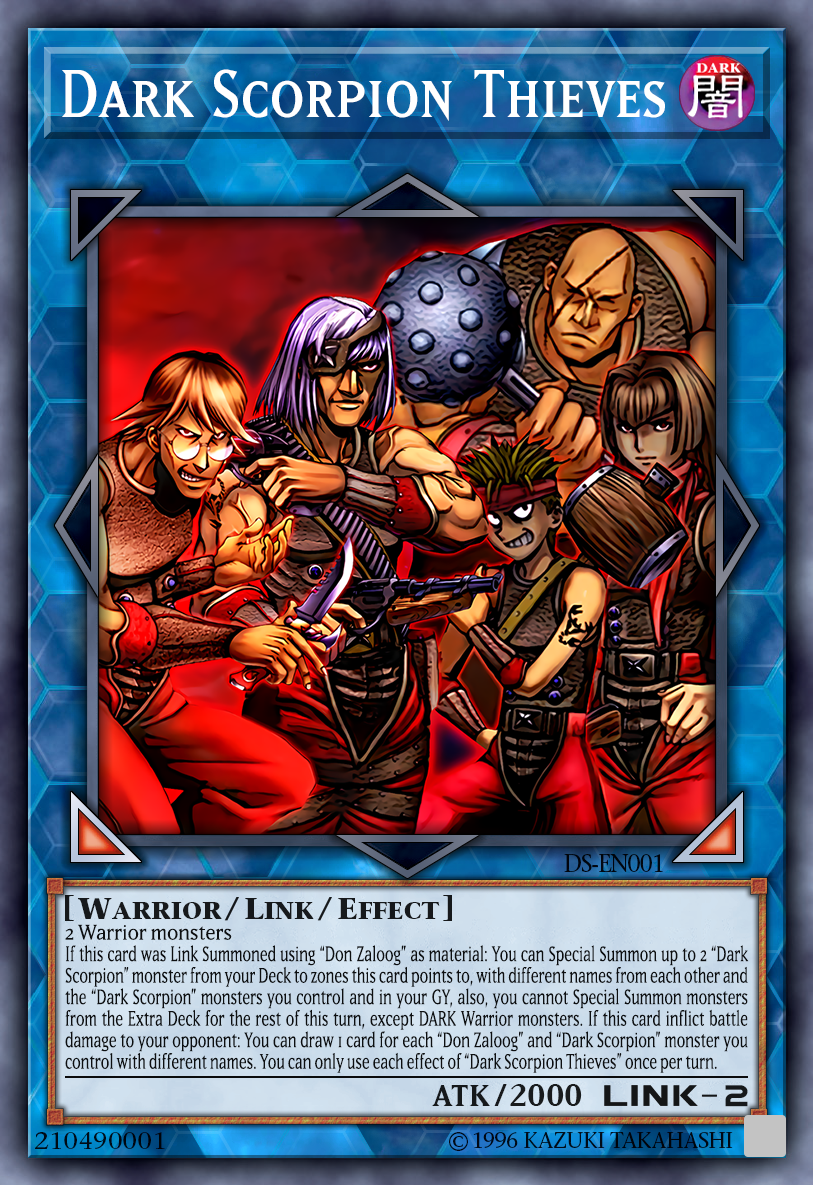 Dark Scorpion Thieves
DARK
闇
DS-EN001
[Warrior/Link/Effect]
2 Warrior monsters
If this card was Link Summoned using “Don Zaloog” as material: You can Special Summon up to 2 “Dark
Scorpion” monster from your Deck to zones this card points to, with different names from each other and
the “Dark Scorpion” monsters you control and in your GY, also, you cannot Special Summon monsters
from the Extra Deck for the rest of this turn, except DARK Warrior monsters. If this card inflict battle
damage to your opponent: You can draw 1 card for each “Don Zaloog” and “Dark Scorpion” monster you
control with different names. You can only use each effect of “Dark Scorpion Thieves” once per turn.
ATK/2000 LINK-2
210490001
© 1996 KAZUKI TAKAHASHI